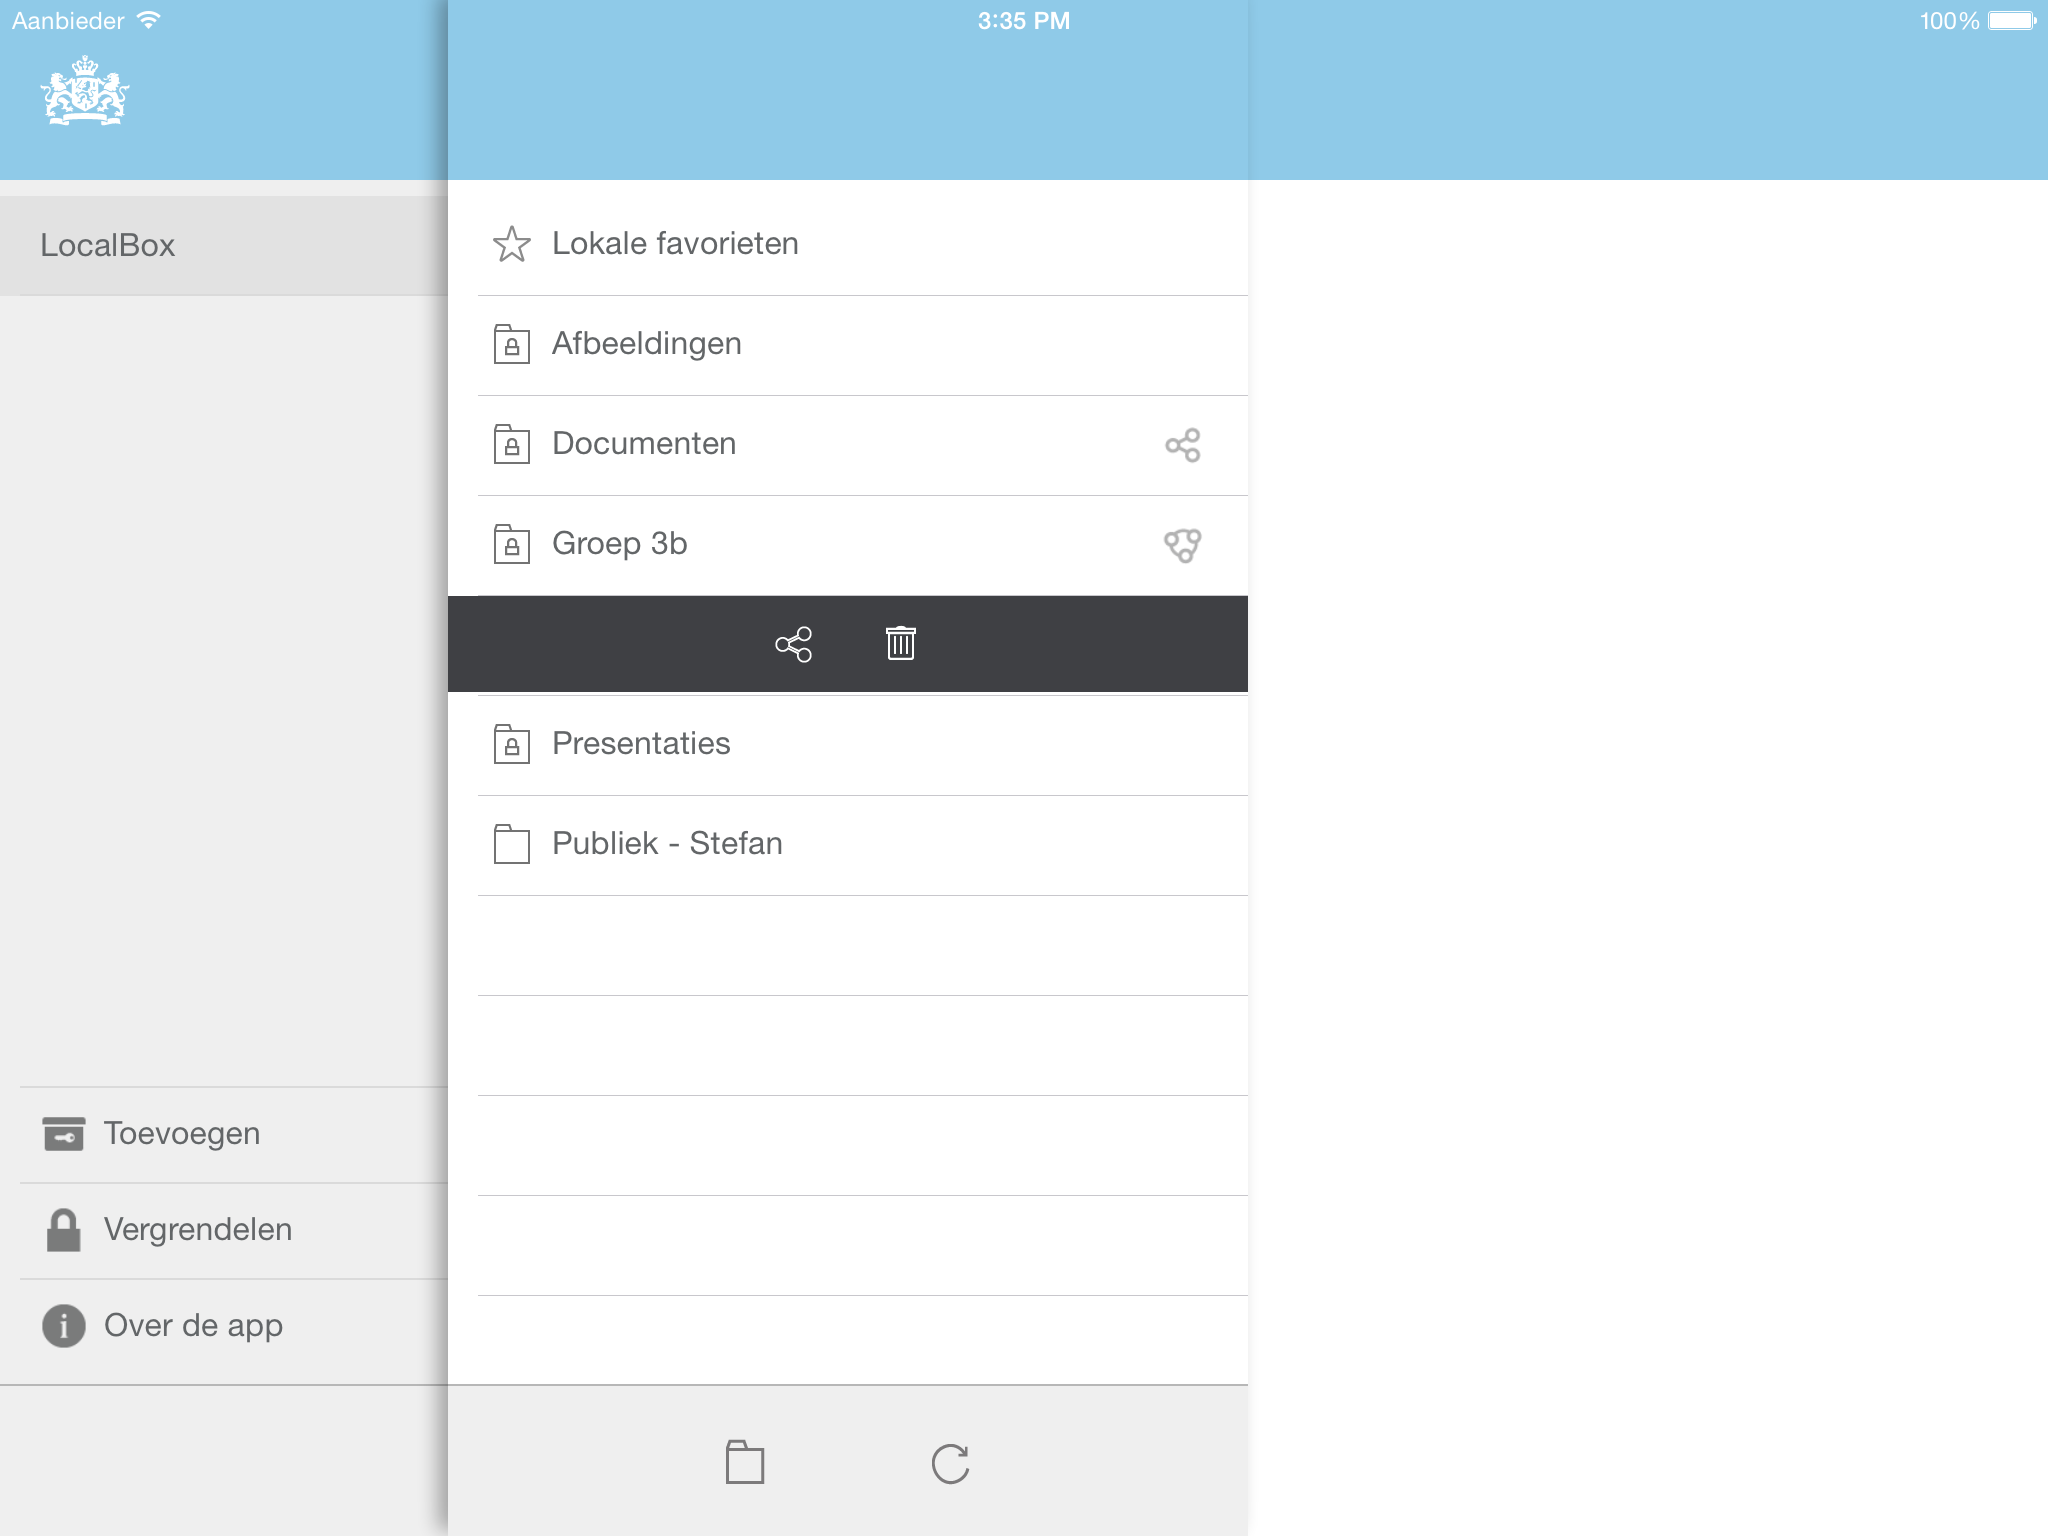 Aanbieder 3:35 PM 100%
LocalBox
Lokale favorieten
Afbeeldingen
Documenten
Groep 3b
Presentaties
Publiek - Stefan
Toevoegen
Vergrendelen
Over de app